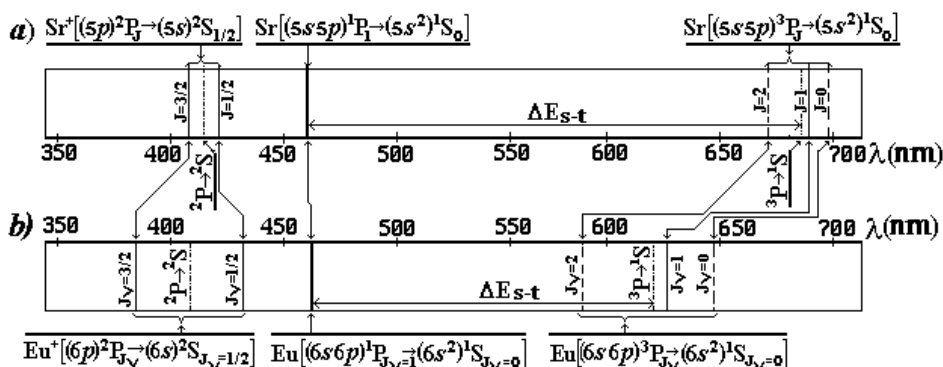 a) Sr⁺[(5p)²P_J→(5s)²S_1/2] Sr[(5s5p)¹P_1→(5s²)¹S_0] Sr[(5s5p)³P_J→(5s²)¹S_0]
J=3/2 J=1/2 J=2 J=1 J=0
ΔE_s-t
350 400 450 500 550 600 650 700 λ(nm)
²P→²S ³P→¹S
b) 350 400 450 500 550 600 650 700 λ(nm)
J_V=3/2 ²P→²S J_V=1/2 J_V=2 ³P→¹S J_V=1 J_V=0
ΔE_s-t
Eu⁺[(6p)²P_J_V→(6s)²S_J_V=1/2] Eu[(6s6p)¹P_J_V=1→(6s²)¹S_J_V=0] Eu[(6s6p)³P_J_V→(6s²)¹S_J_V=0]